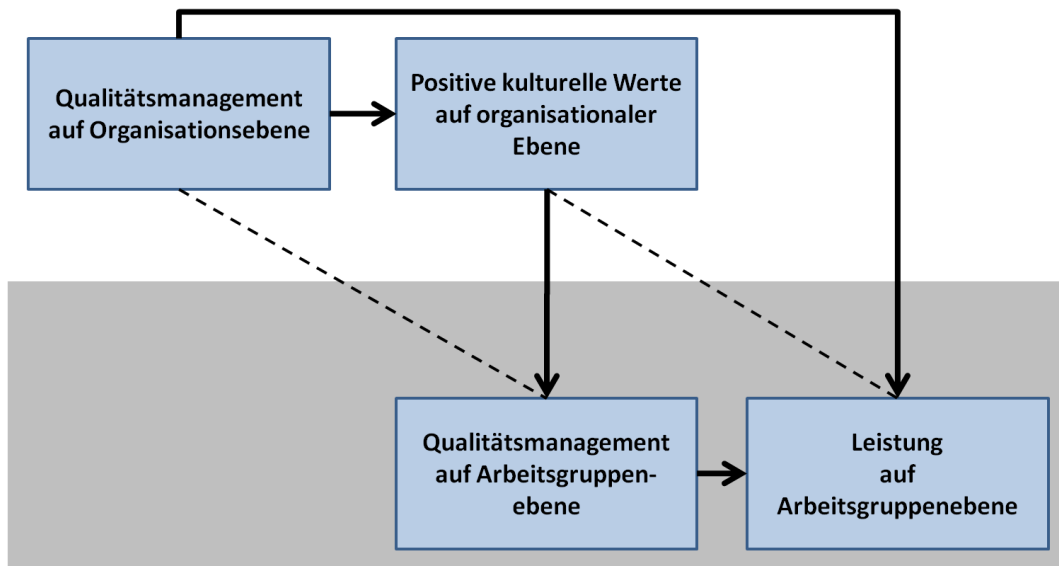 Qualitätsmanagement
auf Organisationsebene
Positive kulturelle Werte
auf organisationaler
Ebene
Qualitätsmanagement
auf Arbeitsgruppen-
ebene
Leistung
auf
Arbeitsgruppenebene